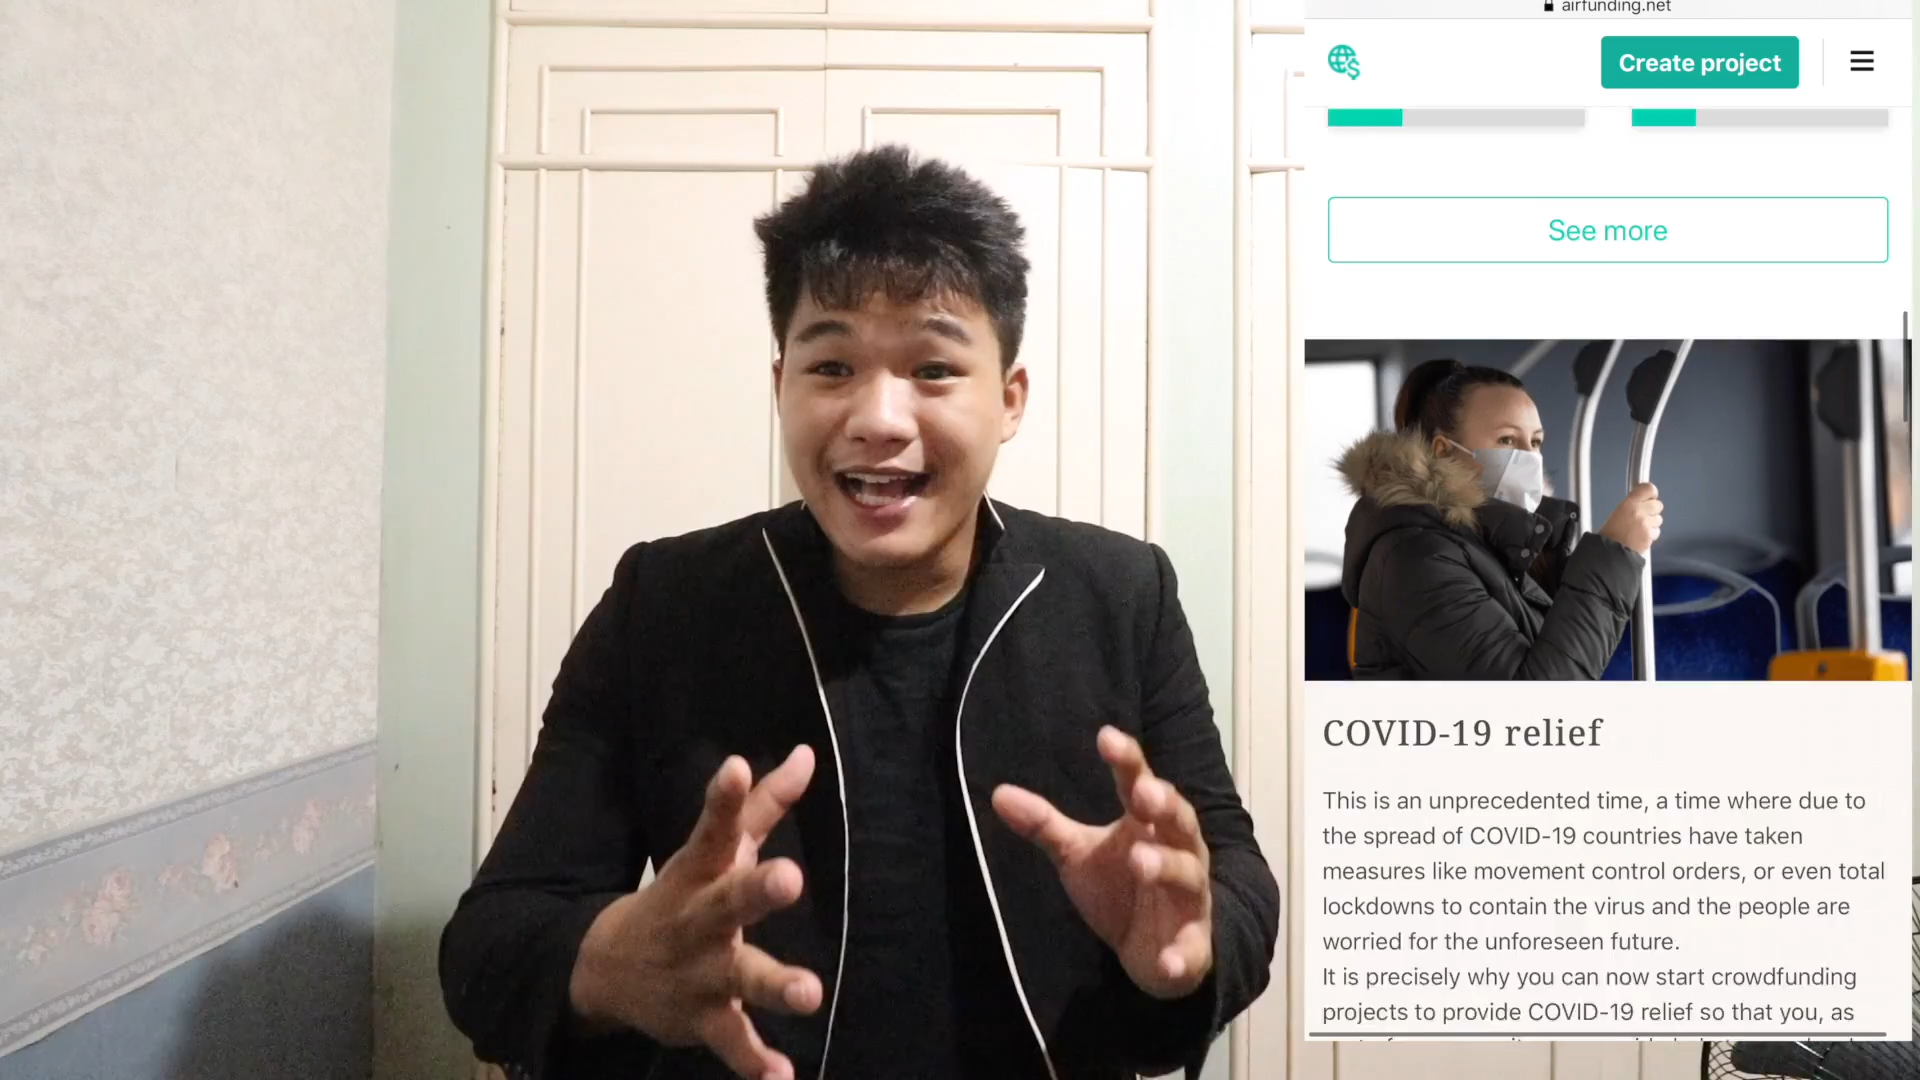 airfunding.net
Create project
See more
COVID-19 relief
This is an unprecedented time, a time where due to
the spread of COVID-19 countries have taken
measures like movement control orders, or even total
lockdowns to contain the virus and the people are
worried for the unforeseen future.
It is precisely why you can now start crowdfunding
projects to provide COVID-19 relief so that you, as